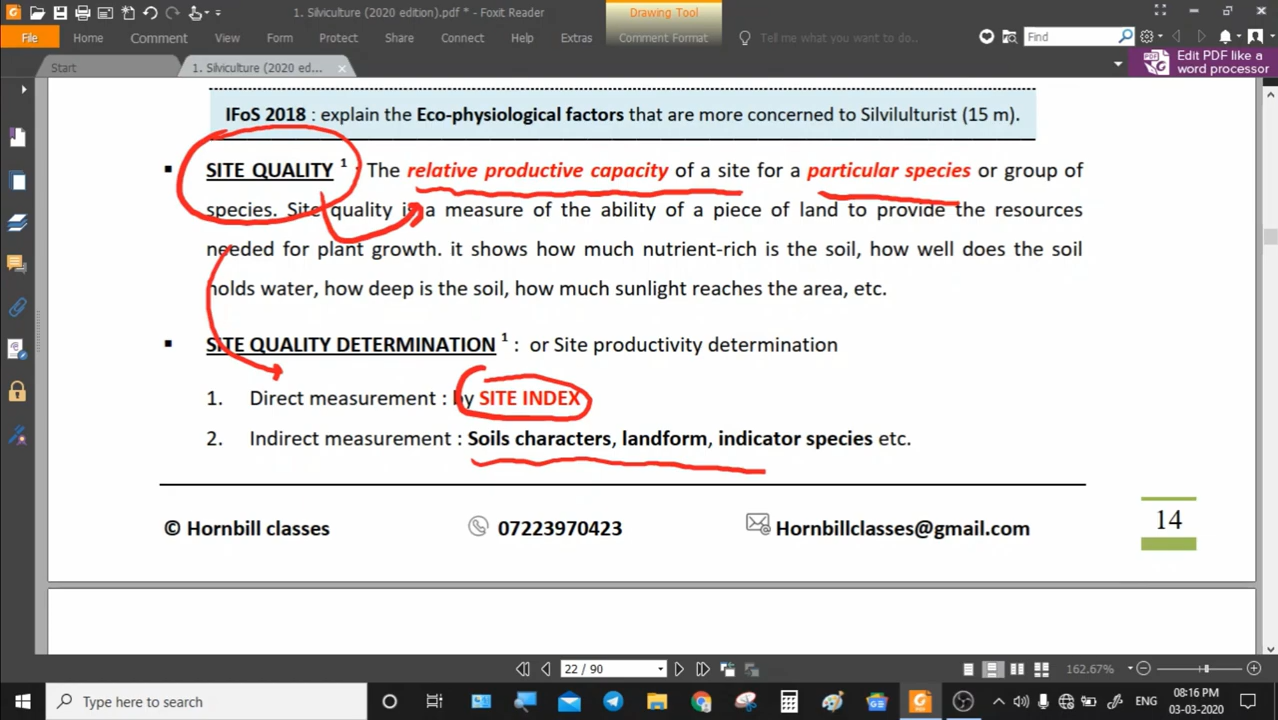 1. Silviculture (2020 edition).pdf * - Foxit Reader
Drawing Tool
File Home Comment View Form Protect Share Connect Help Extras Comment Format Tell me what you want to do.. Find
Start
1. Silviculture (2020 ed...
Edit PDF like a
word processor
IFoS 2018 : explain the Eco-physiological factors that are more concerned to Silvilulturist (15 m).
▪ SITE QUALITY 1 : The relative productive capacity of a site for a particular species or group of
species. Site quality is a measure of the ability of a piece of land to provide the resources
needed for plant growth. it shows how much nutrient-rich is the soil, how well does the soil
holds water, how deep is the soil, how much sunlight reaches the area, etc.
▪ SITE QUALITY DETERMINATION 1 : or Site productivity determination
1. Direct measurement : by SITE INDEX
2. Indirect measurement : Soils characters, landform, indicator species etc.
© Hornbill classes 07223970423 Hornbillclasses@gmail.com
14
22 / 90
162.67%
Type here to search
ENG
08:16 PM
03-03-2020